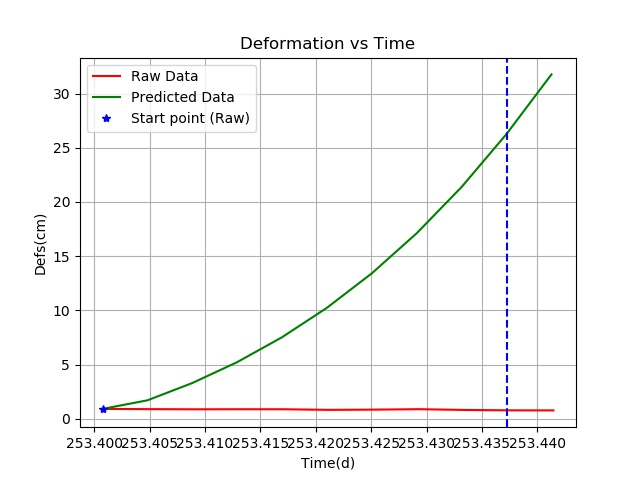 Deformation vs Time
Raw Data
Predicted Data
Start point (Raw)
Defs(cm)
30
25
20
15
10
5
0
253.400 253.405 253.410 253.415 253.420 253.425 253.430 253.435 253.440
Time(d)